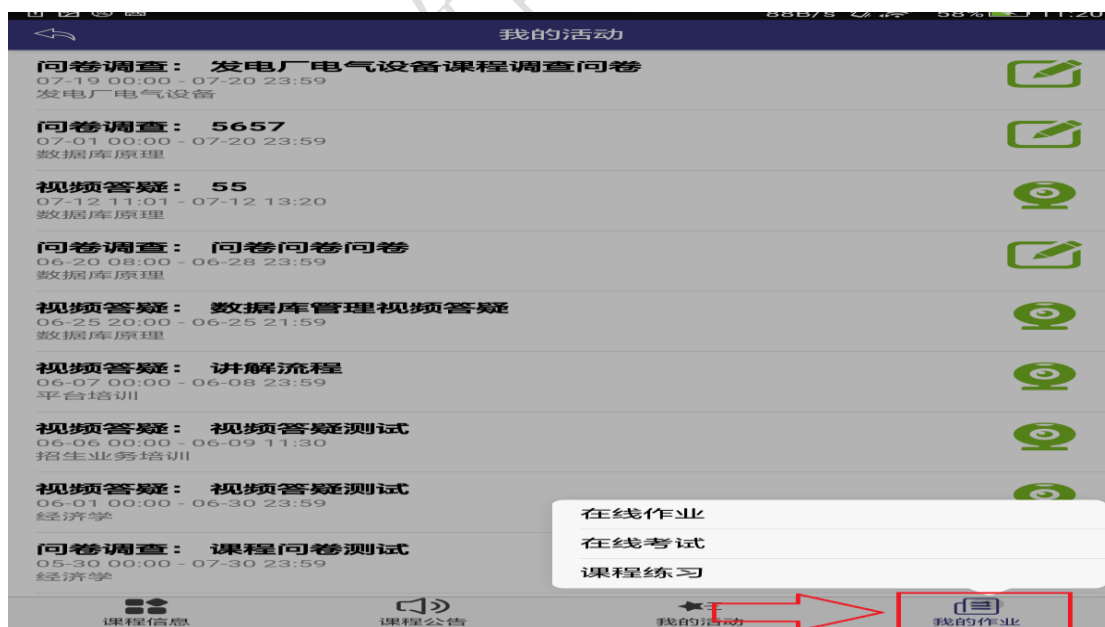 88B/s 58% 11:20
我的活动
问卷调查： 发电厂电气设备课程调查问卷
07-19 00:00 - 07-20 23:59
发电厂电气设备
问卷调查： 5657
07-01 00:00 - 07-20 23:59
数据库原理
视频答疑： 55
07-12 11:01 - 07-12 13:20
数据库原理
问卷调查： 问卷问卷问卷
06-20 08:00 - 06-28 23:59
数据库原理
视频答疑： 数据库管理视频答疑
06-25 20:00 - 06-25 21:59
数据库原理
视频答疑： 讲解流程
06-07 00:00 - 06-08 23:59
平台培训
视频答疑： 视频答疑测试
06-06 00:00 - 06-09 11:30
招生业务培训
视频答疑： 视频答疑测试
06-01 00:00 - 06-30 23:59
经济学
问卷调查： 课程问卷测试
05-30 00:00 - 07-30 23:59
经济学
在线作业
在线考试
课程练习
课程信息 课程公告 我的活动 我的作业